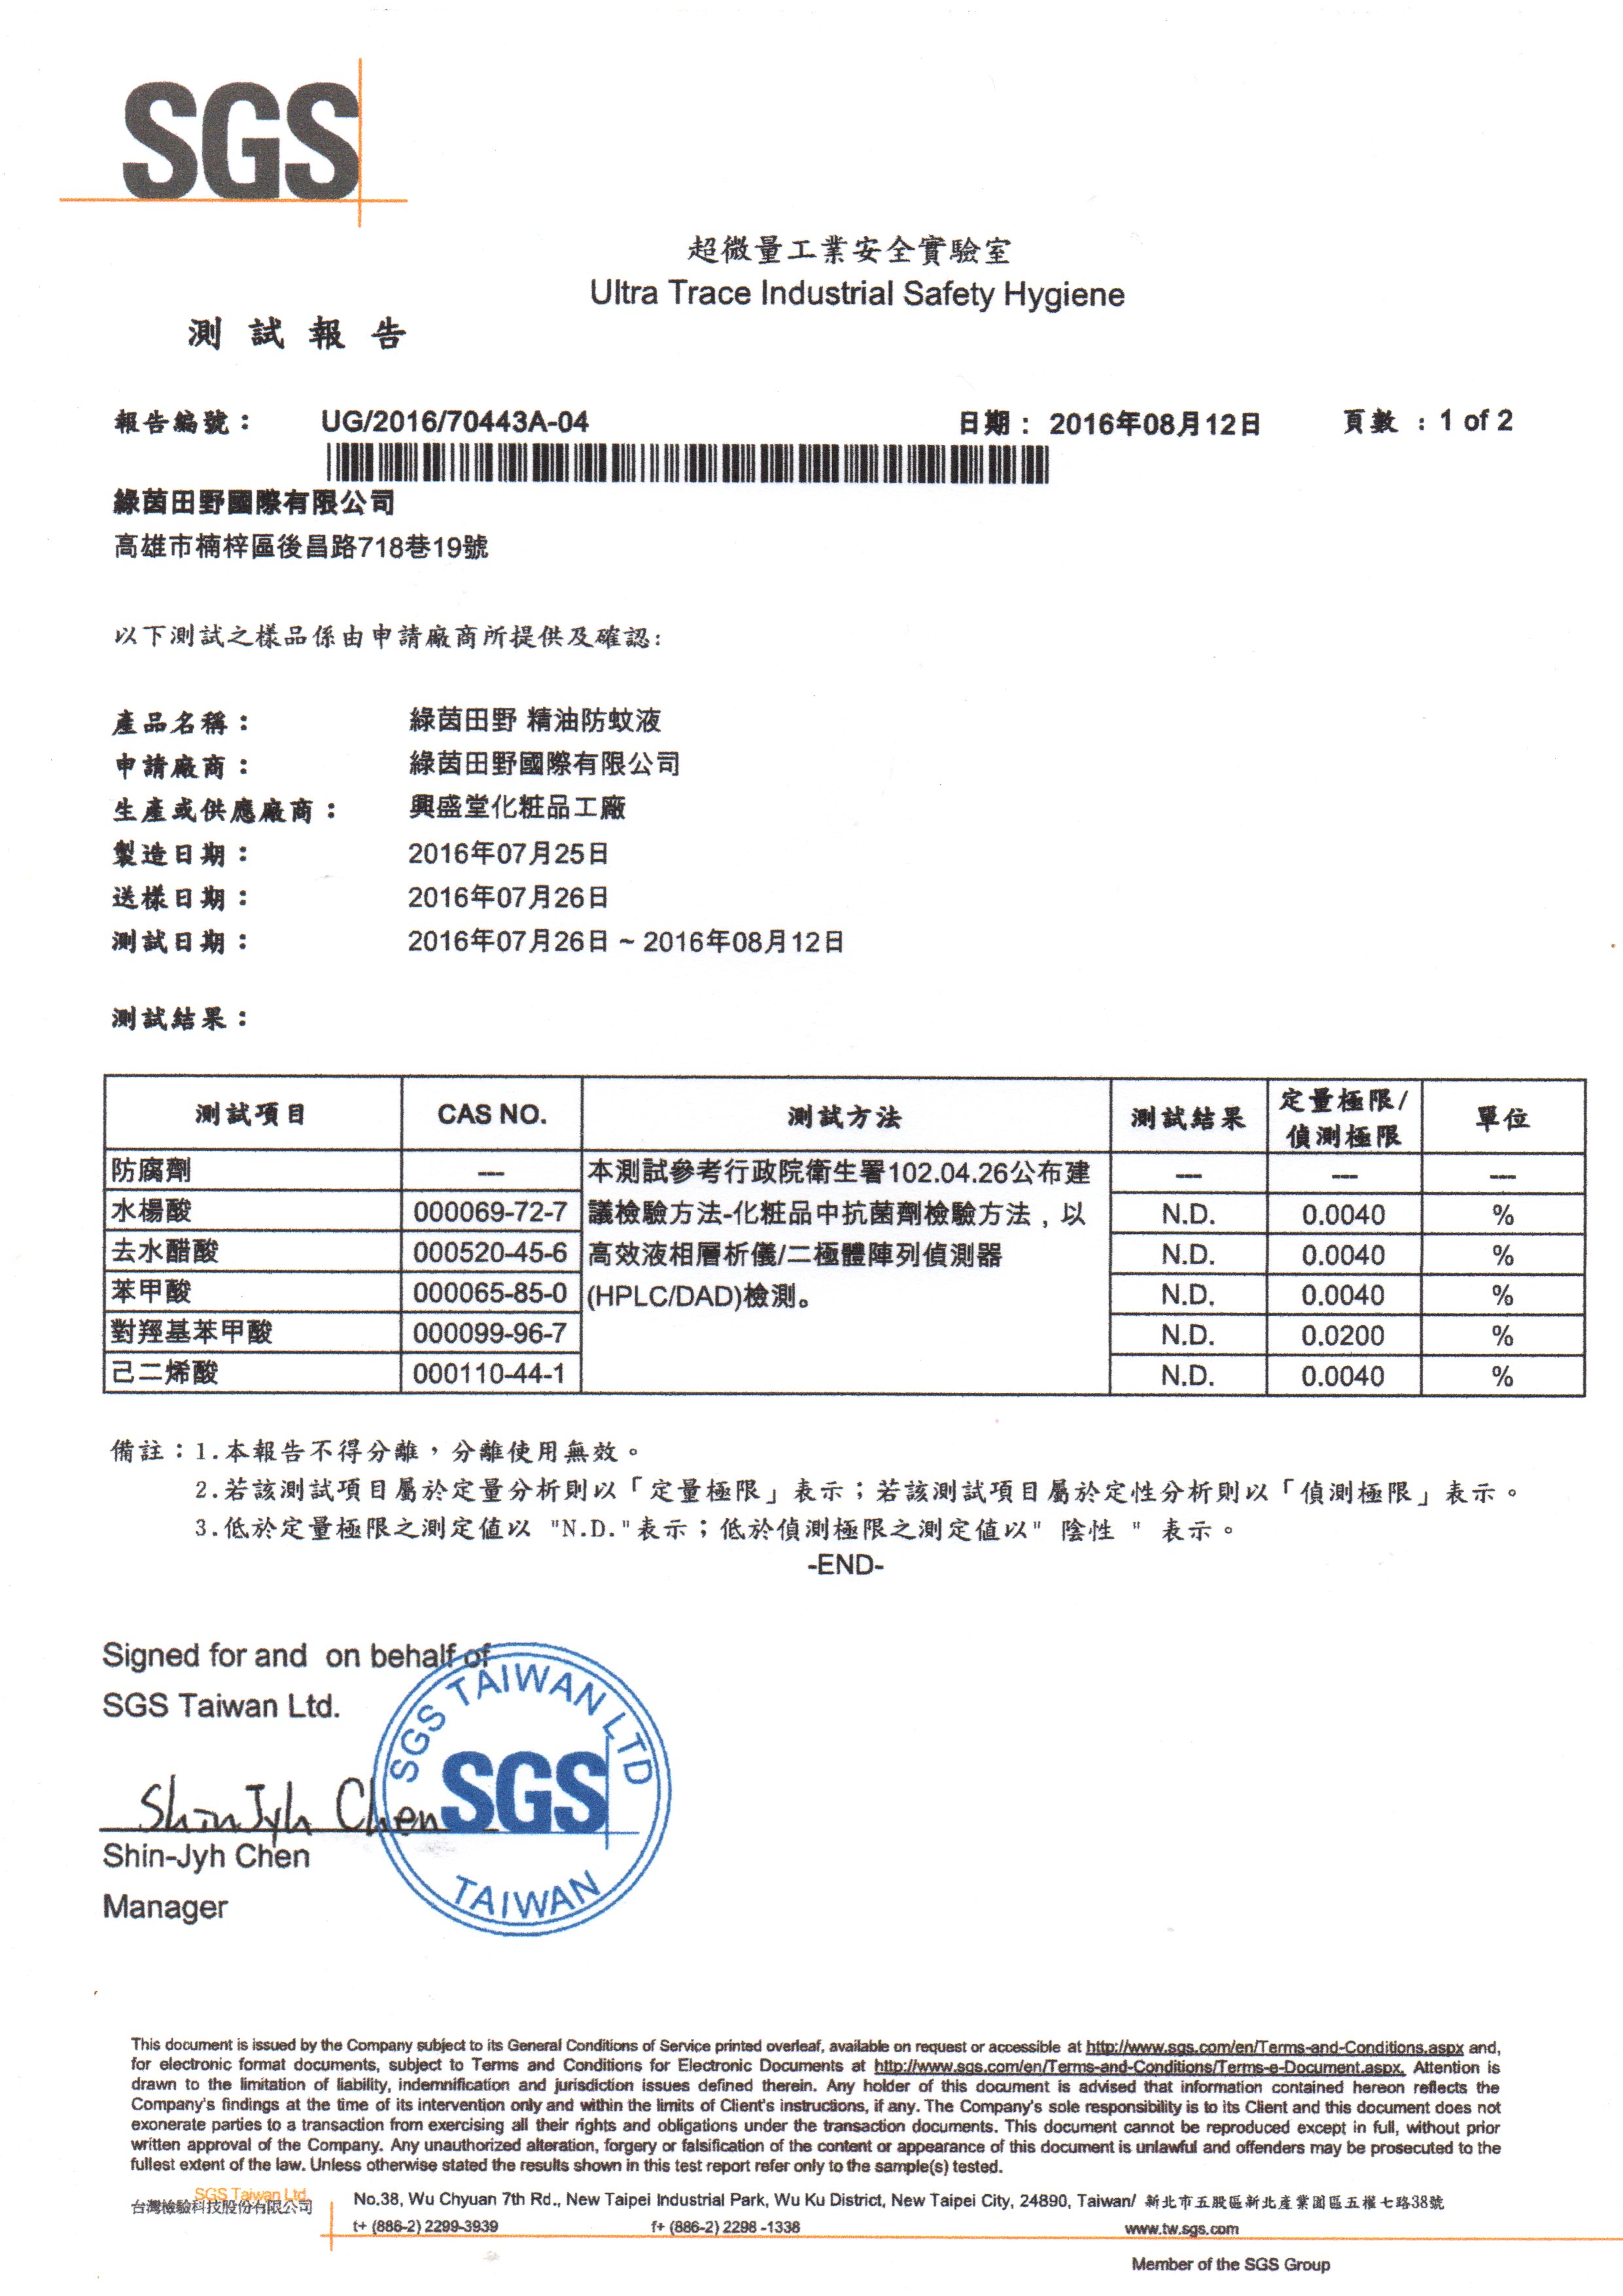 SGS
超微量工業安全實驗室
Ultra Trace Industrial Safety Hygiene
測 試 報 告
報告編號： UG/2016/70443A-04 日期： 2016年08月12日 頁數 ：1 of 2
綠茵田野國際有限公司
高雄市楠梓區後昌路718巷19號
以下測試之樣品係由申請廠商所提供及確認:
產品名稱： 綠茵田野 精油防蚊液
申請廠商： 綠茵田野國際有限公司
生產或供應廠商： 興盛堂化粧品工廠
製造日期： 2016年07月25日
送樣日期： 2016年07月26日
測試日期： 2016年07月26日 ~ 2016年08月12日
測試結果：
測試項目 CAS NO. 測試方法 測試結果 定量極限/ 單位
偵測極限
防腐劑 --- 本測試參考行政院衛生署102.04.26公布建 --- --- ---
水楊酸 000069-72-7 議檢驗方法-化粧品中抗菌劑檢驗方法，以 N.D. 0.0040 %
去水醋酸 000520-45-6 高效液相層析儀/二極體陣列偵測器 N.D. 0.0040 %
苯甲酸 000065-85-0 (HPLC/DAD)檢測。 N.D. 0.0040 %
對羥基苯甲酸 000099-96-7 N.D. 0.0200 %
己二烯酸 000110-44-1 N.D. 0.0040 %
備註：1.本報告不得分離，分離使用無效。
2.若該測試項目屬於定量分析則以「定量極限」表示；若該測試項目屬於定性分析則以「偵測極限」表示。
3.低於定量極限之測定值以 "N.D."表示；低於偵測極限之測定值以" 陰性 " 表示。
-END-
Signed for and on behalf of
SGS Taiwan Ltd.
SGS TAIWAN LTD
SGS
TAIWAN
Shin Jyh Chen
Shin-Jyh Chen
Manager
This document is issued by the Company subject to its General Conditions of Service printed overleaf, available on request or accessible at http://www.sgs.com/en/Terms-and-Conditions.aspx and,
for electronic format documents, subject to Terms and Conditions for Electronic Documents at http://www.sgs.com/en/Terms-and-Conditions/Terms-e-Document.aspx. Attention is
drawn to the limitation of liability, indemnification and jurisdiction issues defined therein. Any holder of this document is advised that information contained hereon reflects the
Company's findings at the time of its intervention only and within the limits of Client's instructions, if any. The Company's sole responsibility is to its Client and this document does not
exonerate parties to a transaction from exercising all their rights and obligations under the transaction documents. This document cannot be reproduced except in full, without prior
written approval of the Company. Any unauthorized alteration, forgery or falsification of the content or appearance of this document is unlawful and offenders may be prosecuted to the
fullest extent of the law. Unless otherwise stated the results shown in this test report refer only to the sample(s) tested.
SGS Taiwan Ltd.
台灣檢驗科技股份有限公司
No.38, Wu Chyuan 7th Rd., New Taipei Industrial Park, Wu Ku District, New Taipei City, 24890, Taiwan/ 新北市五股區新北產業園區五權七路38號
t+ (886-2) 2299-3939 f+ (886-2) 2298 -1338 www.tw.sgs.com
Member of the SGS Group